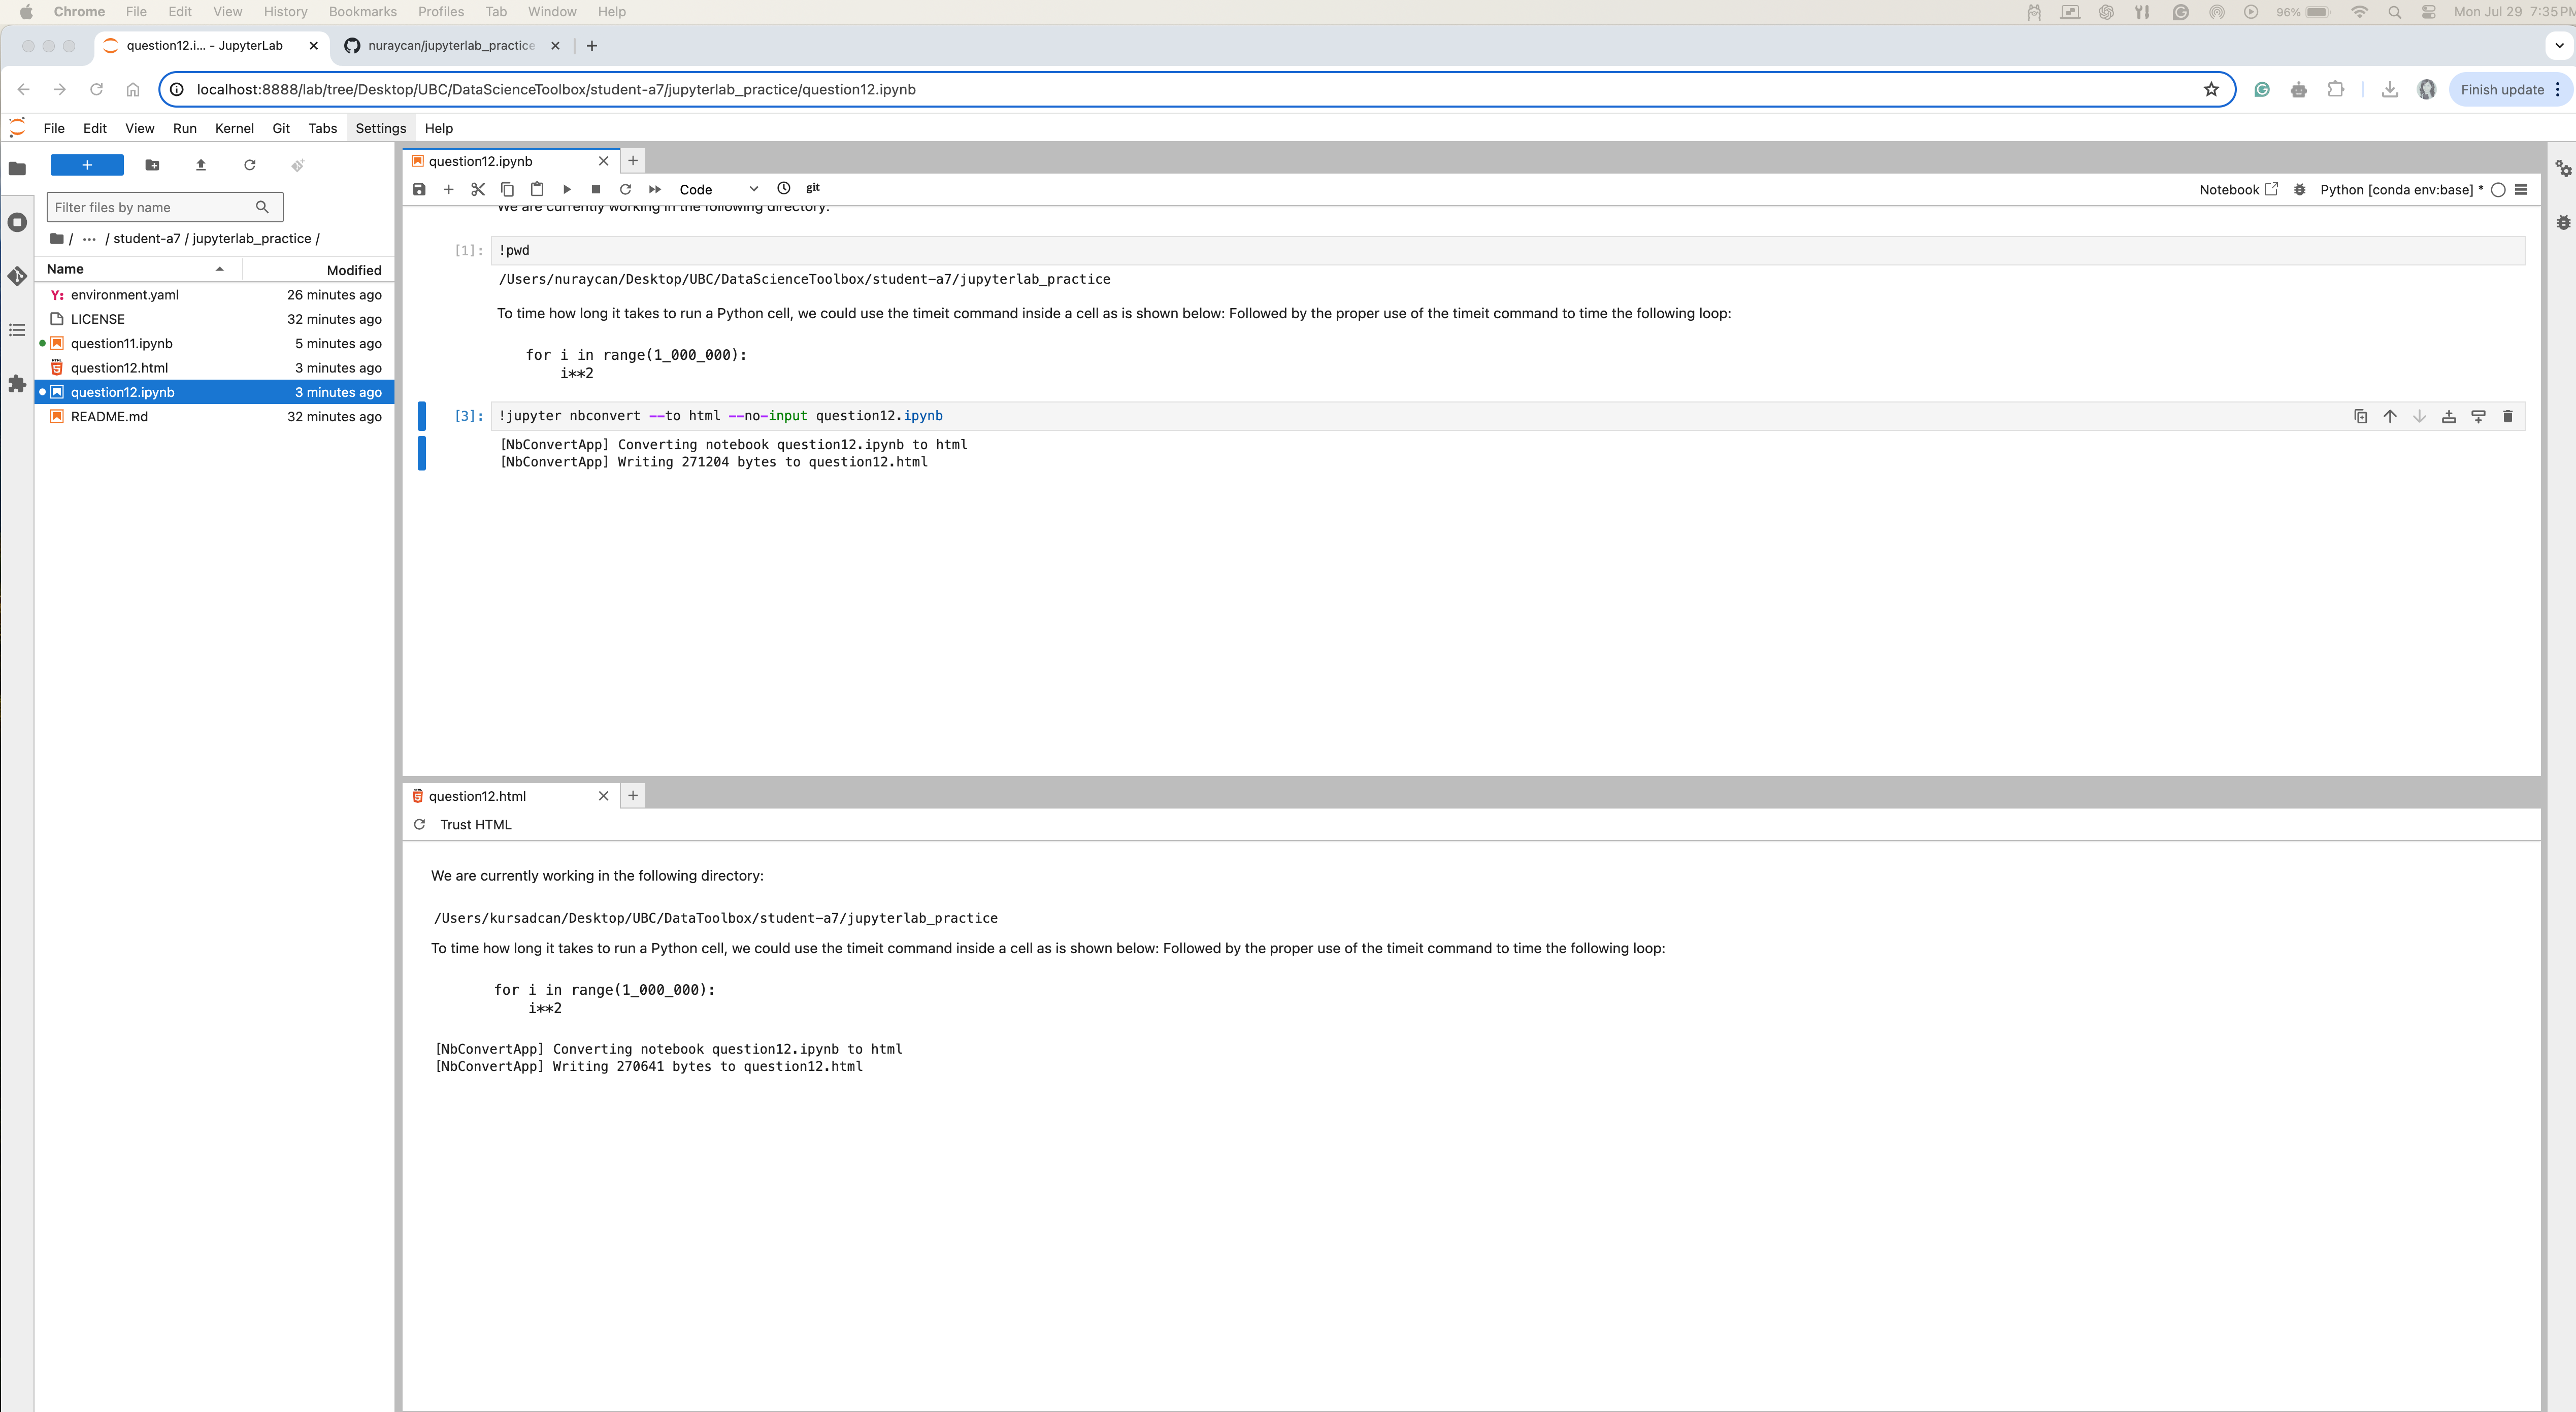 Chrome File Edit View History Bookmarks Profiles Tab Window Help 96% Mon Jul 29 7:35 PM
question12.i... - JupyterLab nuraycan/jupyterlab_practice
localhost:8888/lab/tree/Desktop/UBC/DataScienceToolbox/student-a7/jupyterlab_practice/question12.ipynb Finish update
File Edit View Run Kernel Git Tabs Settings Help
Filter files by name
/ ··· / student-a7 / jupyterlab_practice /
Name Modified
Y: environment.yaml 26 minutes ago
LICENSE 32 minutes ago
question11.ipynb 5 minutes ago
question12.html 3 minutes ago
question12.ipynb 3 minutes ago
README.md 32 minutes ago
question12.ipynb
Code git Notebook Python [conda env:base] *
We are currently working in the following directory:
[1]: !pwd
/Users/nuraycan/Desktop/UBC/DataScienceToolbox/student-a7/jupyterlab_practice
To time how long it takes to run a Python cell, we could use the timeit command inside a cell as is shown below: Followed by the proper use of the timeit command to time the following loop:
for i in range(1_000_000):
i**2
[3]: !jupyter nbconvert --to html --no-input question12.ipynb
[NbConvertApp] Converting notebook question12.ipynb to html
[NbConvertApp] Writing 271204 bytes to question12.html
question12.html
Trust HTML
We are currently working in the following directory:
/Users/kursadcan/Desktop/UBC/DataToolbox/student-a7/jupyterlab_practice
To time how long it takes to run a Python cell, we could use the timeit command inside a cell as is shown below: Followed by the proper use of the timeit command to time the following loop:
for i in range(1_000_000):
i**2
[NbConvertApp] Converting notebook question12.ipynb to html
[NbConvertApp] Writing 270641 bytes to question12.html